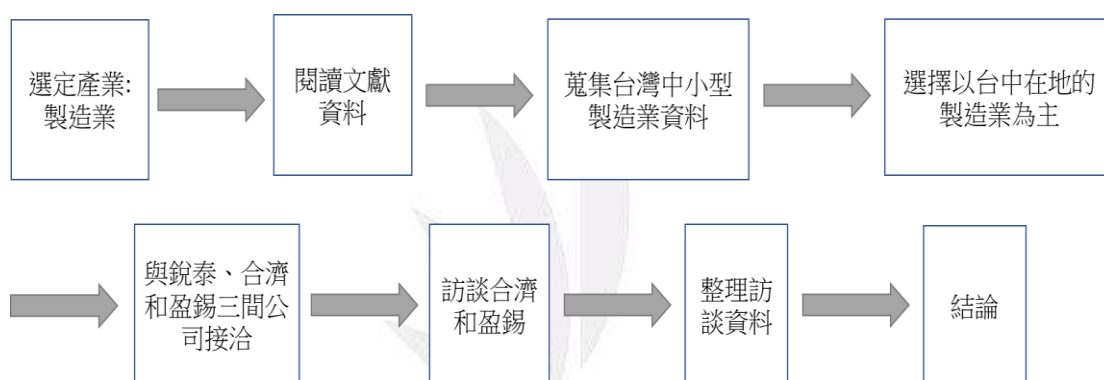 選定產業:
製造業
閱讀文獻
資料
蒐集台灣中小型
製造業資料
選擇以台中在地的
製造業為主
與銳泰、合濟
和盈錫三間公
司接洽
訪談合濟
和盈錫
整理訪
談資料
結論